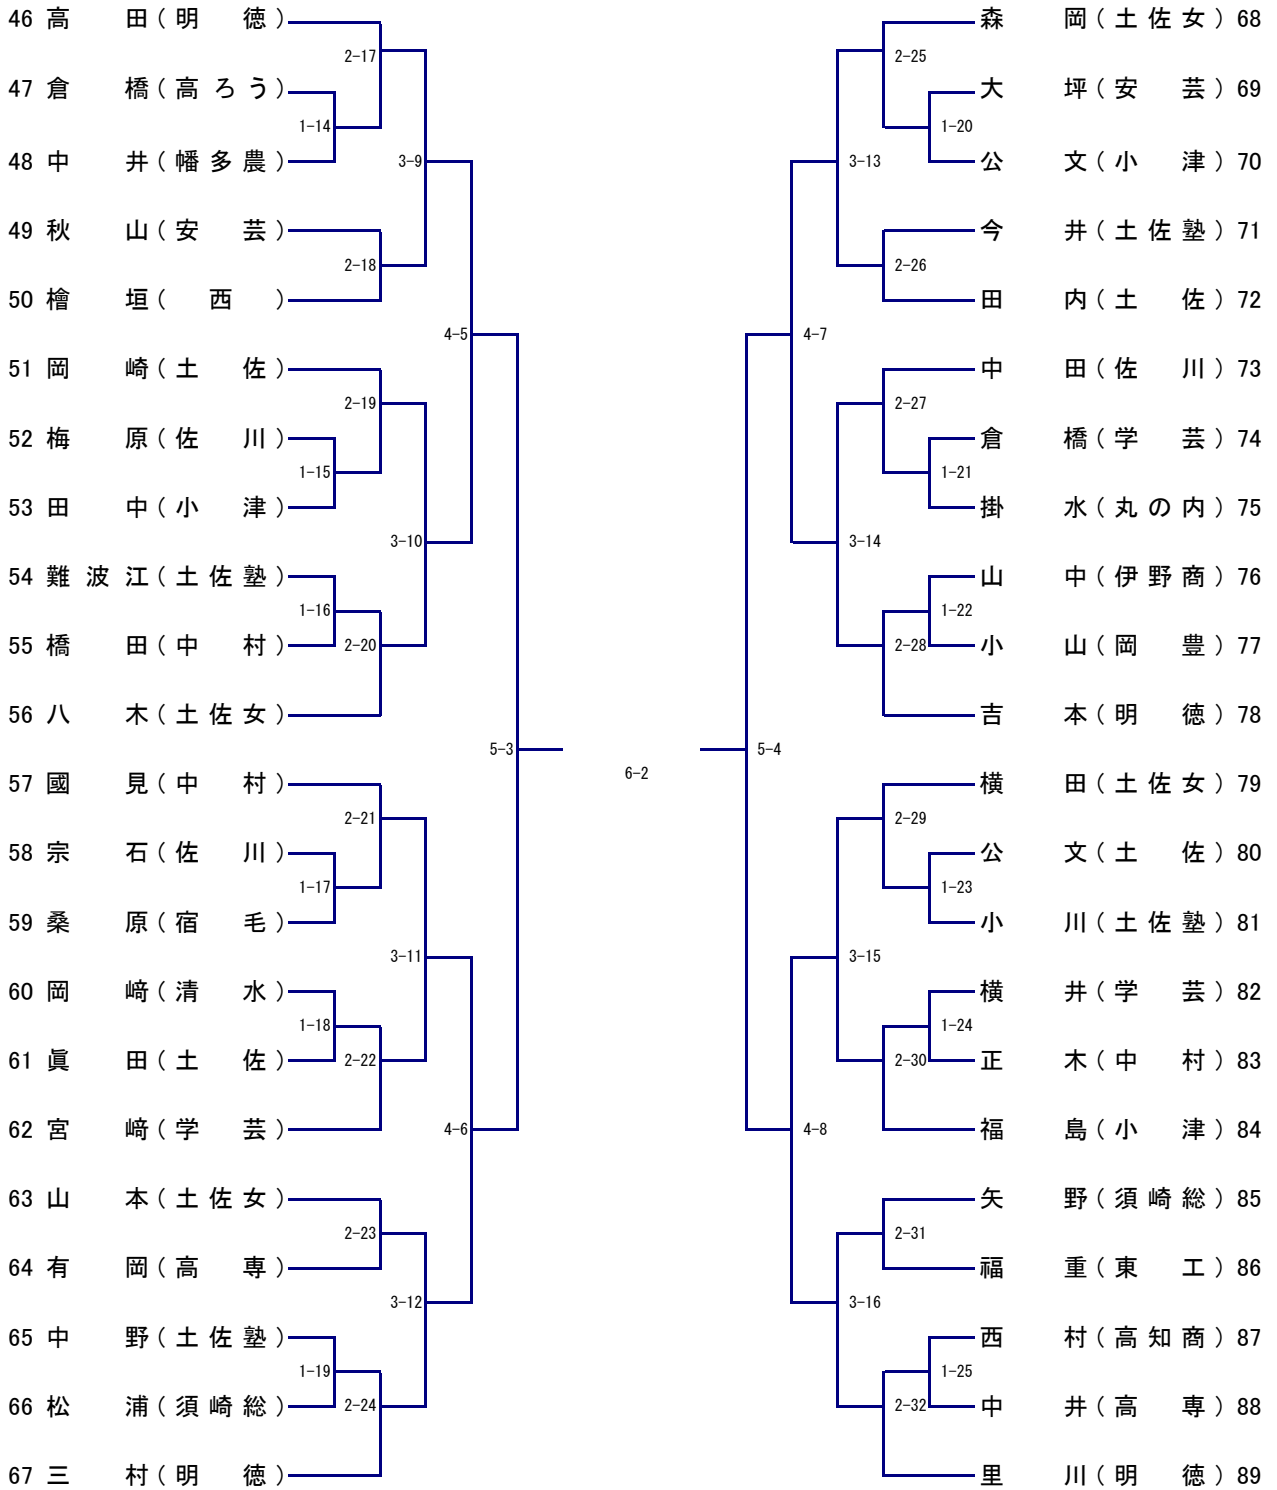 46 高田(明徳)
2-17
47 倉橋(高ろう)
1-14
48 中井(幡多農)
3-9
49 秋山(安芸)
2-18
50 檜垣(西)
4-5
51 岡崎(土佐)
2-19
52 梅原(佐川)
1-15
53 田中(小津)
3-10
54 難波江(土佐塾)
1-16
55 橋田(中村)
2-20
56 八木(土佐女)
5-3
57 國見(中村)
2-21
58 宗石(佐川)
1-17
59 桑原(宿毛)
3-11
60 岡﨑(清水)
1-18
61 眞田(土佐)
2-22
62 宮﨑(学芸)
4-6
63 山本(土佐女)
2-23
64 有岡(高専)
3-12
65 中野(土佐塾)
1-19
66 松浦(須崎総)
2-24
67 三村(明徳)
6-2
森岡(土佐女) 68
2-25
大坪(安芸) 69
1-20
公文(小津) 70
3-13
今井(土佐塾) 71
2-26
田内(土佐) 72
4-7
中田(佐川) 73
2-27
倉橋(学芸) 74
1-21
掛水(丸の内) 75
3-14
山中(伊野商) 76
1-22
小山(岡豊) 77
2-28
吉本(明徳) 78
5-4
横田(土佐女) 79
2-29
公文(土佐) 80
1-23
小川(土佐塾) 81
3-15
横井(学芸) 82
1-24
正木(中村) 83
2-30
福島(小津) 84
4-8
矢野(須崎総) 85
2-31
福重(東工) 86
3-16
西村(高知商) 87
1-25
中井(高専) 88
2-32
里川(明徳) 89